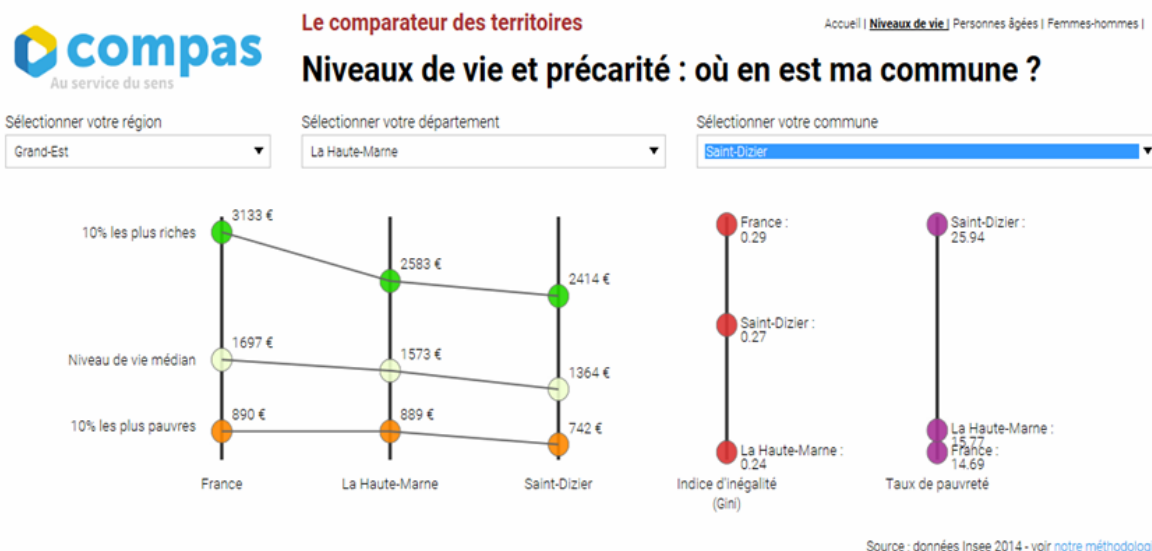 compas
Au service du sens
Le comparateur des territoires
Accueil | Niveaux de vie | Personnes âgées | Femmes-hommes |
Niveaux de vie et précarité : où en est ma commune ?
Sélectionner votre région
Grand-Est
Sélectionner votre département
La Haute-Marne
Sélectionner votre commune
Saint-Dizier
10% les plus riches
3133 €
2583 €
2414 €
Niveau de vie médian
1697 €
1573 €
1364 €
10% les plus pauvres
890 €
889 €
742 €
France
La Haute-Marne
Saint-Dizier
France :
0.29
Saint-Dizier :
0.27
La Haute-Marne :
0.24
Indice d'inégalité
(Gini)
Saint-Dizier :
25.94
La Haute-Marne :
15.77
France :
14.69
Taux de pauvreté
Source : données Insee 2014 - voir notre méthodologi